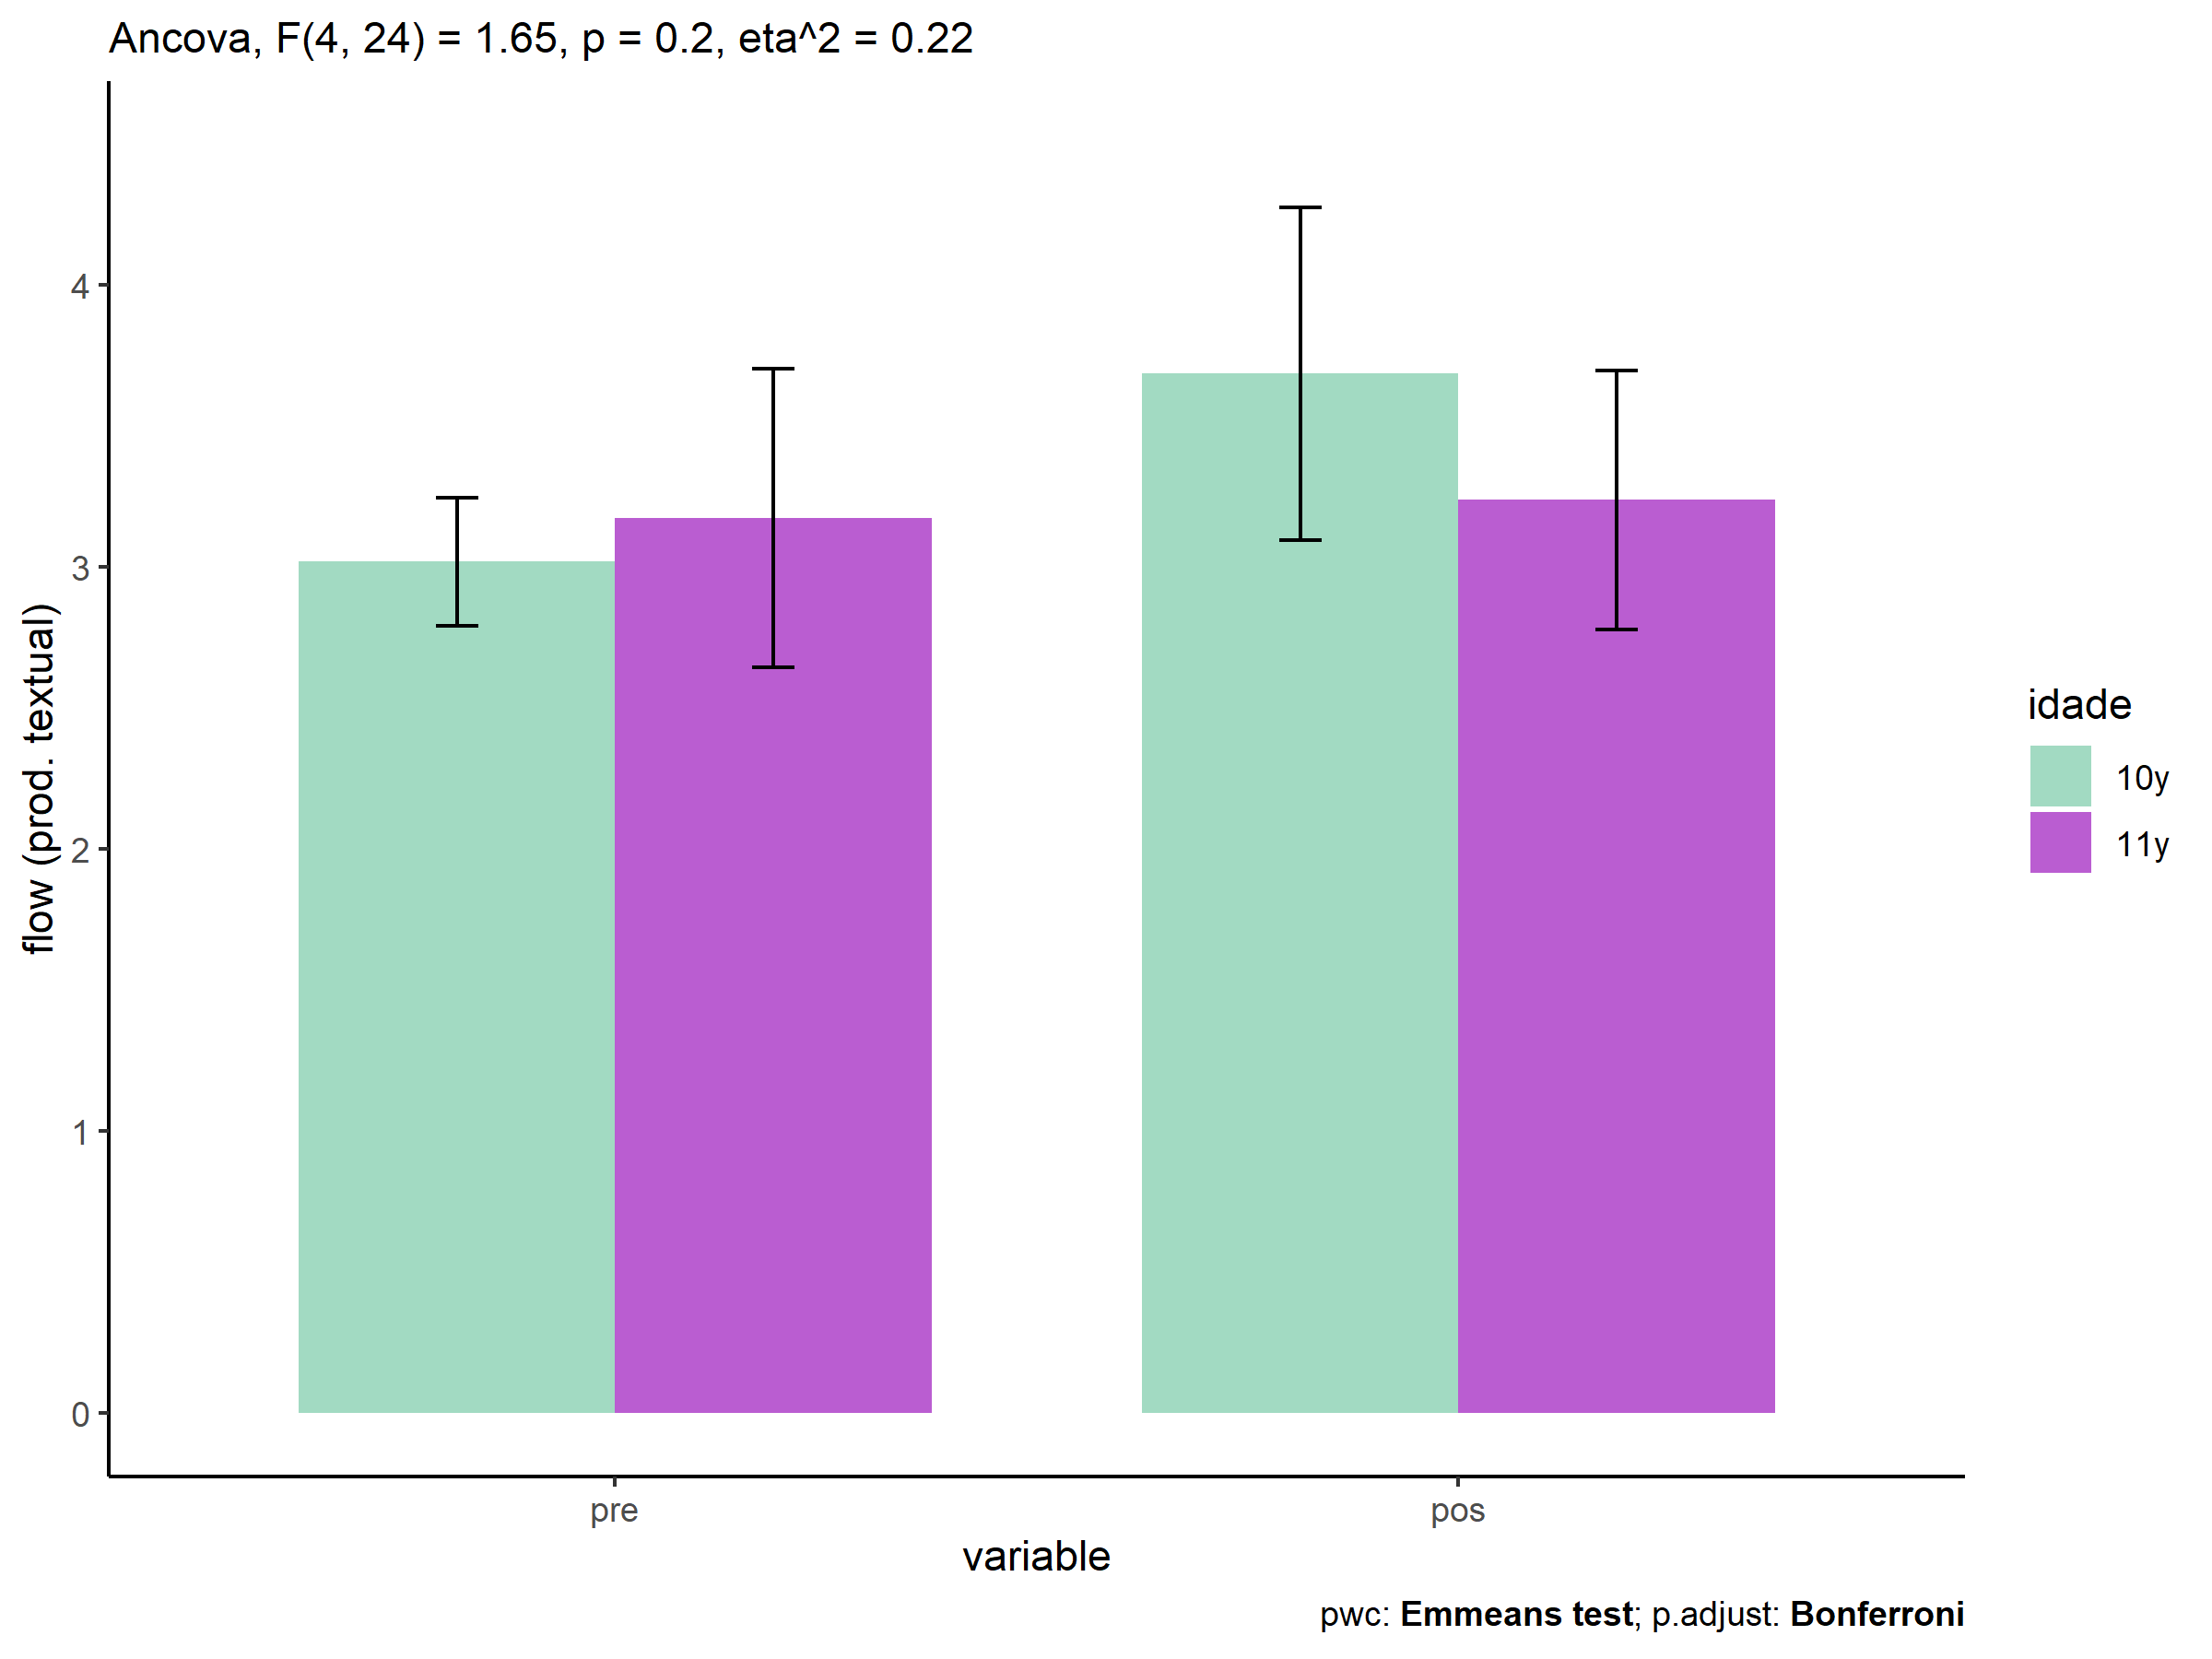 Ancova, F(4, 24) = 1.65, p = 0.2, eta^2 = 0.22
flow (prod. textual)
4
3
2
1
0
pre
pos
variable
idade
10y
11y
pwc: Emmeans test; p.adjust: Bonferroni